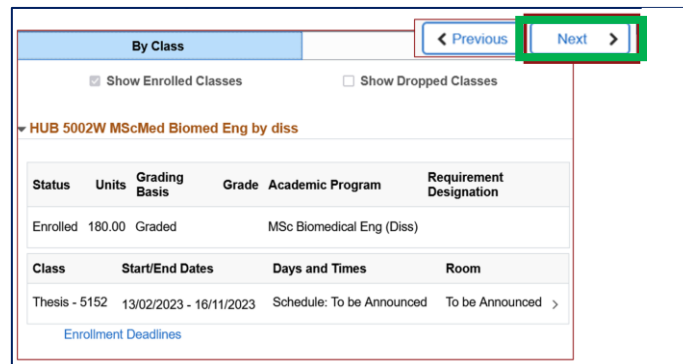 By Class
Previous
Next
Show Enrolled Classes
Show Dropped Classes
HUB 5002W MScMed Biomed Eng by diss
Status Units Grading Basis Grade Academic Program Requirement Designation
Enrolled 180.00 Graded MSc Biomedical Eng (Diss)
Class Start/End Dates Days and Times Room
Thesis - 5152 13/02/2023 - 16/11/2023 Schedule: To be Announced To be Announced
Enrollment Deadlines